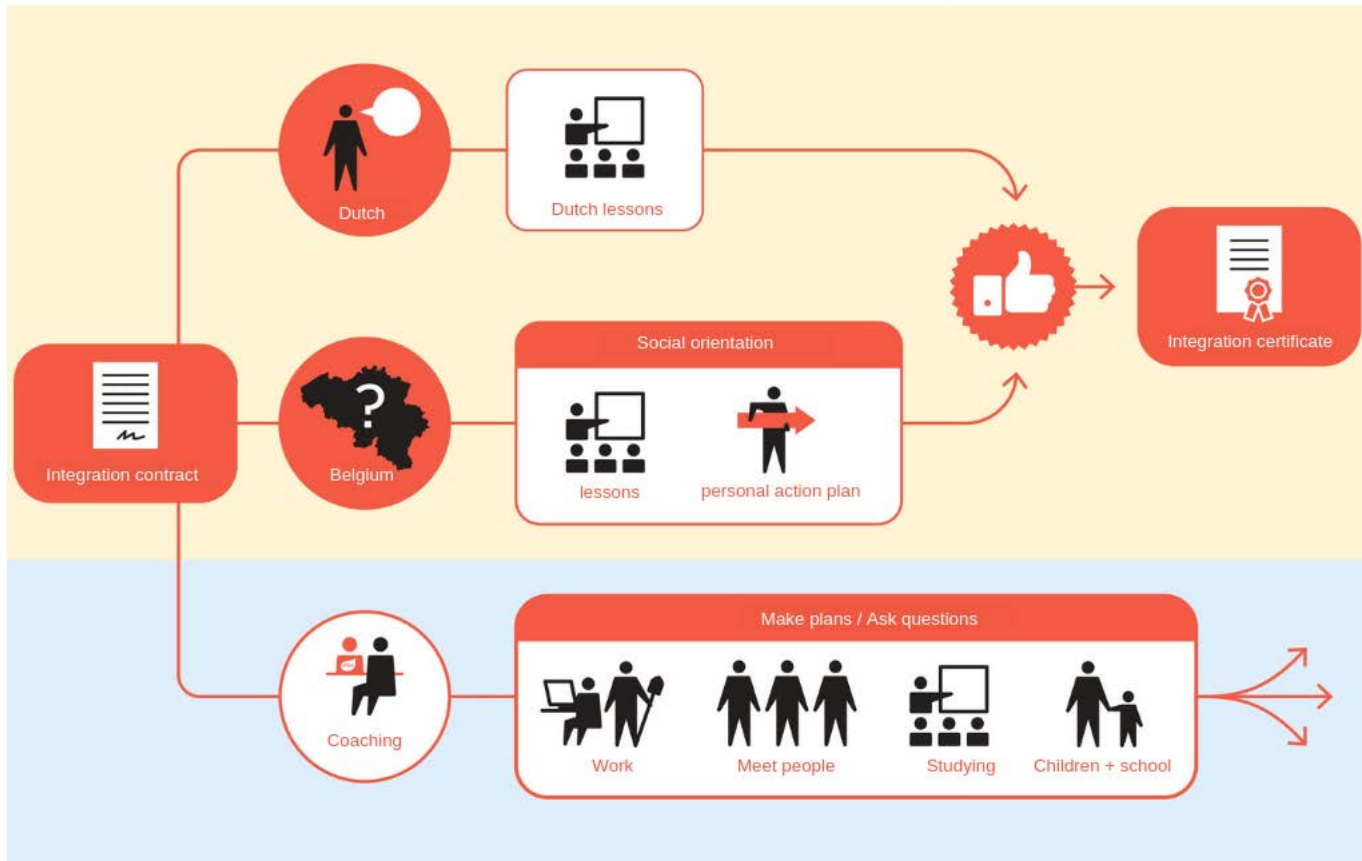 Dutch
Dutch lessons
Integration contract
Belgium
?
Social orientation
lessons
personal action plan
Integration certificate
Coaching
Make plans / Ask questions
Work
Meet people
Studying
Children + school